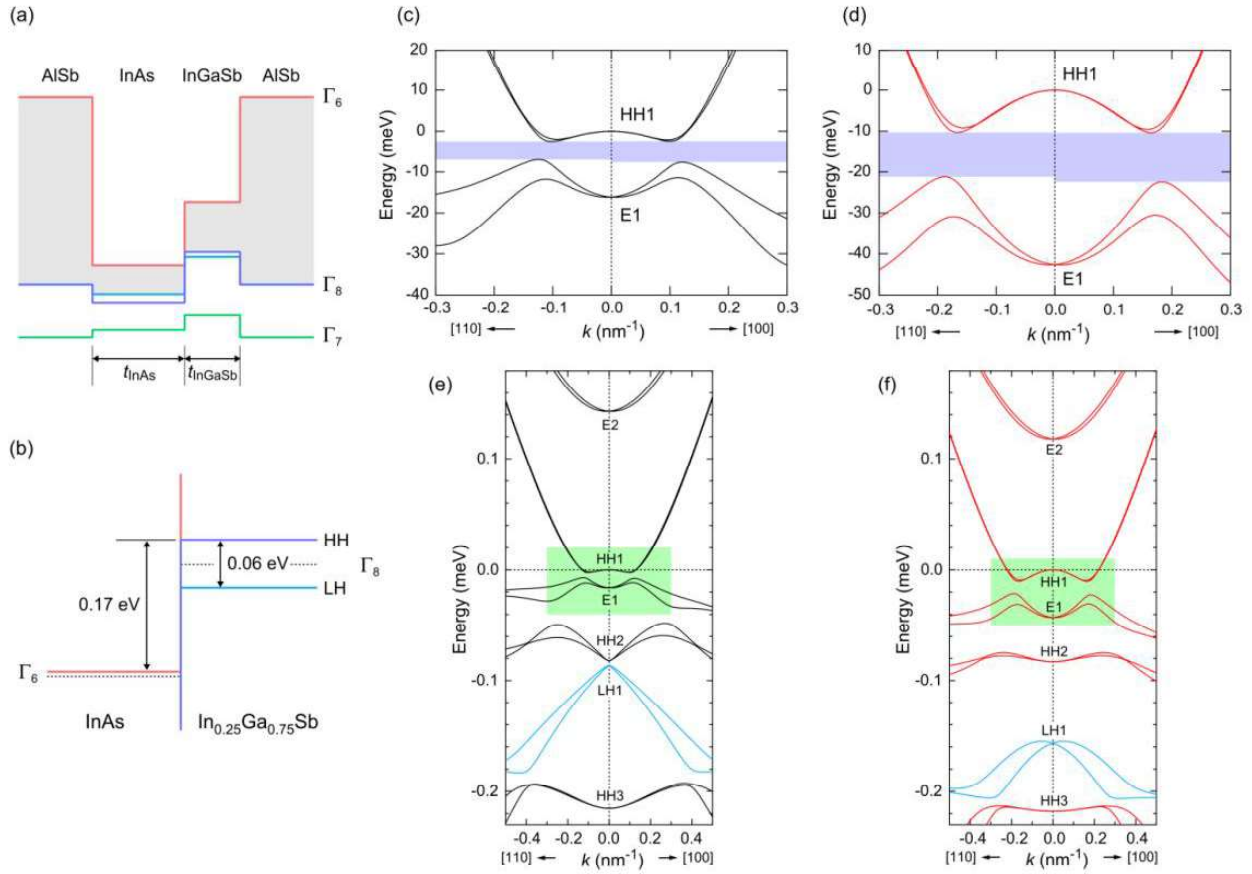 (a)
AlSb InAs InGaSb AlSb
Γ6
Γ8
Γ7
tInAs tInGaSb
(b)
HH
0.06 eV Γ8
LH
0.17 eV
Γ6
InAs In0.25Ga0.75Sb
(c)
Energy (meV)
20
10
0
-10
-20
-30
-40
HH1
E1
-0.3 -0.2 -0.1 0.0 0.1 0.2 0.3
[110] ← k (nm-1) → [100]
(d)
Energy (meV)
10
0
-10
-20
-30
-40
-50
HH1
E1
-0.3 -0.2 -0.1 0.0 0.1 0.2 0.3
[110] ← k (nm-1) → [100]
(e)
Energy (meV)
0.1
0.0
-0.1
-0.2
E2
HH1
E1
HH2
LH1
HH3
-0.4 -0.2 0.0 0.2 0.4
[110] ← k (nm-1) → [100]
(f)
Energy (meV)
0.1
0.0
-0.1
-0.2
E2
HH1
E1
HH2
LH1
HH3
-0.4 -0.2 0.0 0.2 0.4
[110] ← k (nm-1) → [100]